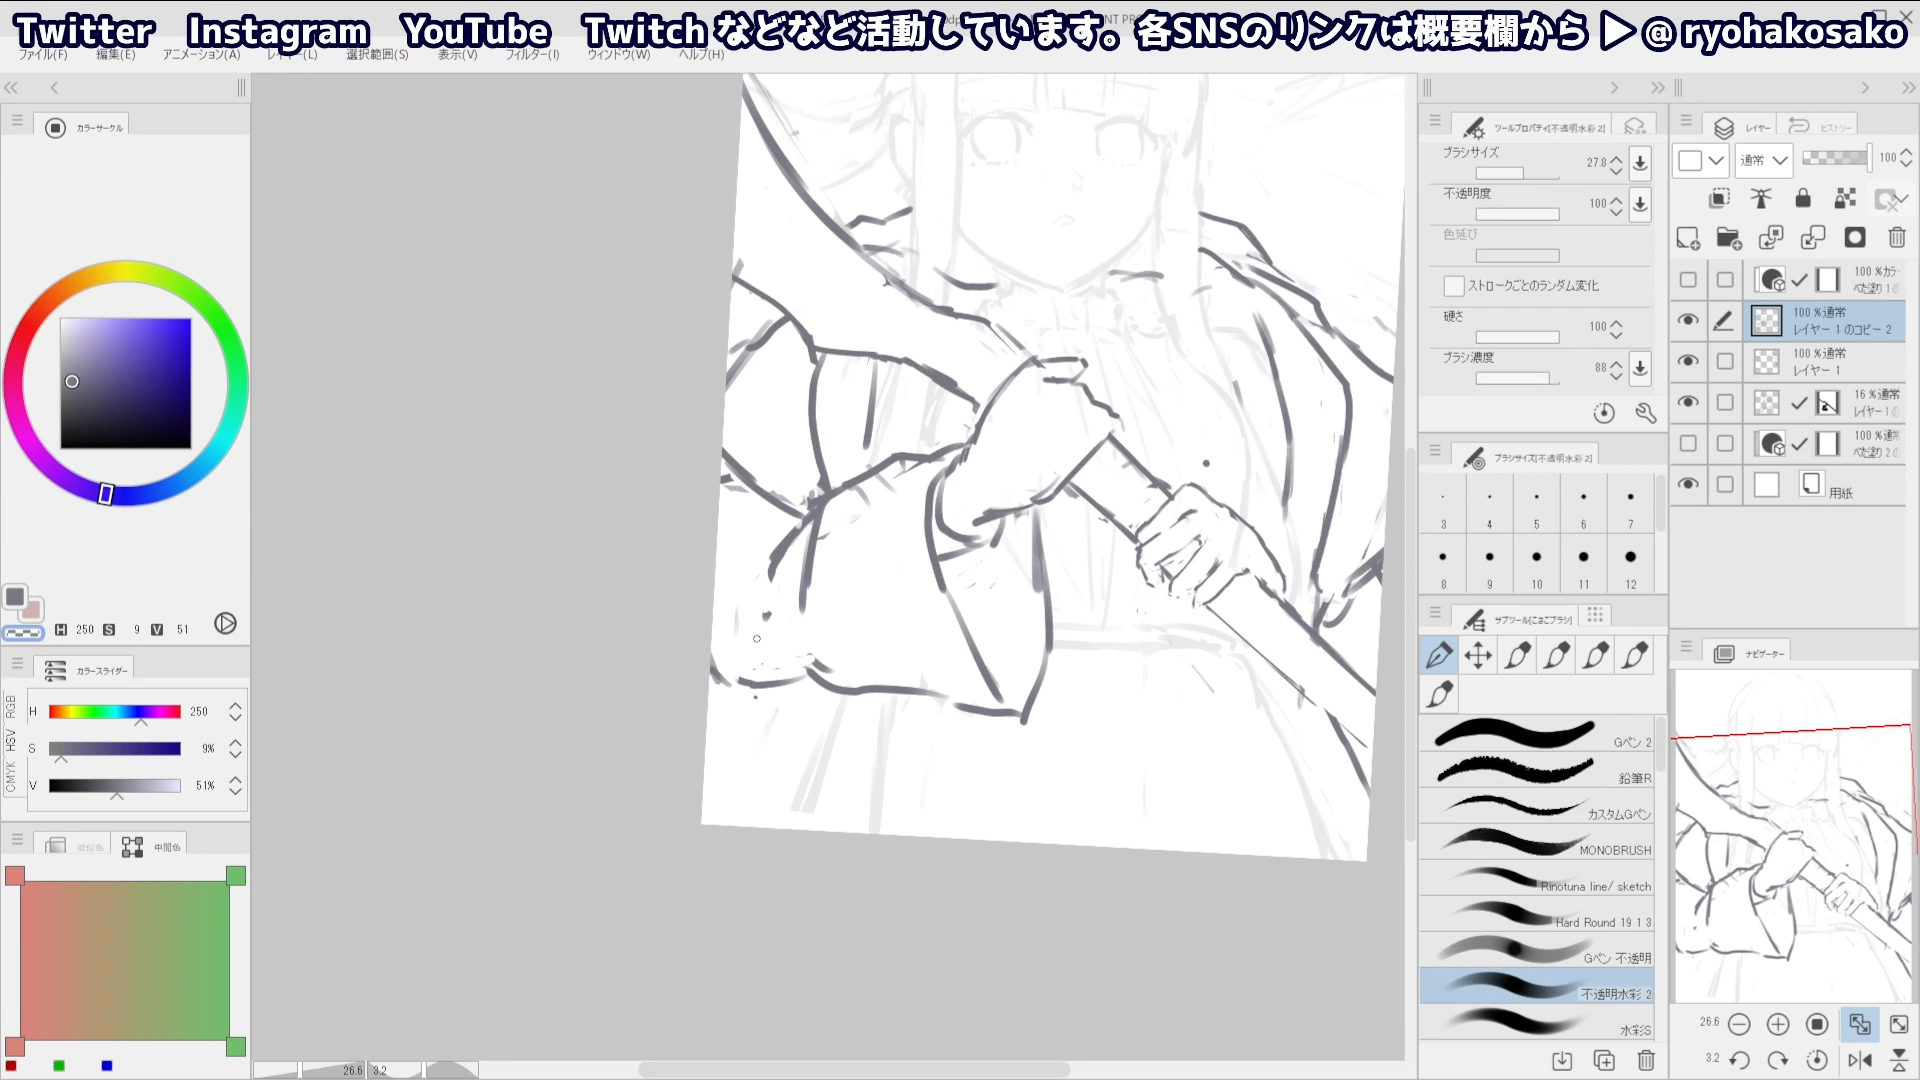 Twitter Instagram YouTube Twitch などなど活動しています。各SNSのリンクは概要欄から ▶ @ ryohakosako
ファイル(F) 編集(E) アニメーション(A) レイヤー(L) 選択範囲(S) 表示(V) フィルター(I) ウィンドウ(W) ヘルプ(H)
カラーサークル
H 250 S 9 V 51
カラースライダー
RGB
HSV
CMYK
H 250
S 9%
V 51%
近似色 中間色
26.6 3.2
ツールプロパティ[不透明水彩 2]
ブラシサイズ 27.8
不透明度 100
色延び
ストロークごとのランダム変化
硬さ 100
ブラシ濃度 88
ブラシサイズ[不透明水彩 2]
3 4 5 6 7
8 9 10 11 12
サブツール[こさこブラシ]
Gペン 2
鉛筆R
カスタムGペン
MONOBRUSH
Rinotuna line/ sketch
Hard Round 19 1 3
Gペン 不透明
不透明水彩 2
水彩S
レイヤー ヒストリー
通常 100
100 %カラ
べた塗り 1の
100 %通常
レイヤー 1 のコピー 2
100 %通常
レイヤー 1
16 %通常
レイヤー 1の
100 %通常
べた塗り 2の
用紙
ナビゲーター
26.6
3.2